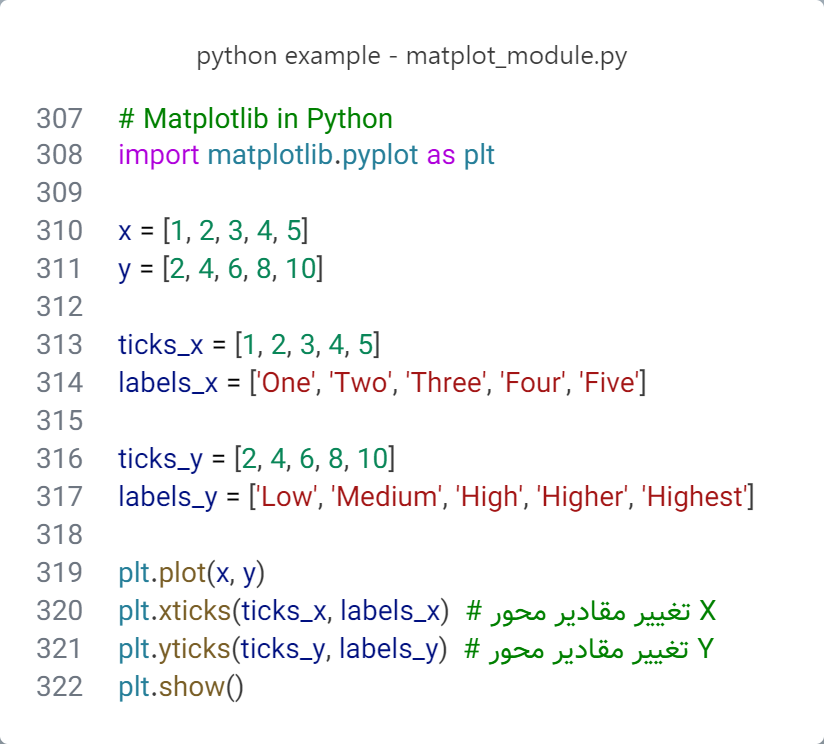 python example - matplot_module.py
307 # Matplotlib in Python
308 import matplotlib.pyplot as plt
309
310 x = [1, 2, 3, 4, 5]
311 y = [2, 4, 6, 8, 10]
312
313 ticks_x = [1, 2, 3, 4, 5]
314 labels_x = ['One', 'Two', 'Three', 'Four', 'Five']
315
316 ticks_y = [2, 4, 6, 8, 10]
317 labels_y = ['Low', 'Medium', 'High', 'Higher', 'Highest']
318
319 plt.plot(x, y)
320 plt.xticks(ticks_x, labels_x)  # تغییر مقادیر محور X
321 plt.yticks(ticks_y, labels_y)  # تغییر مقادیر محور Y
322 plt.show()